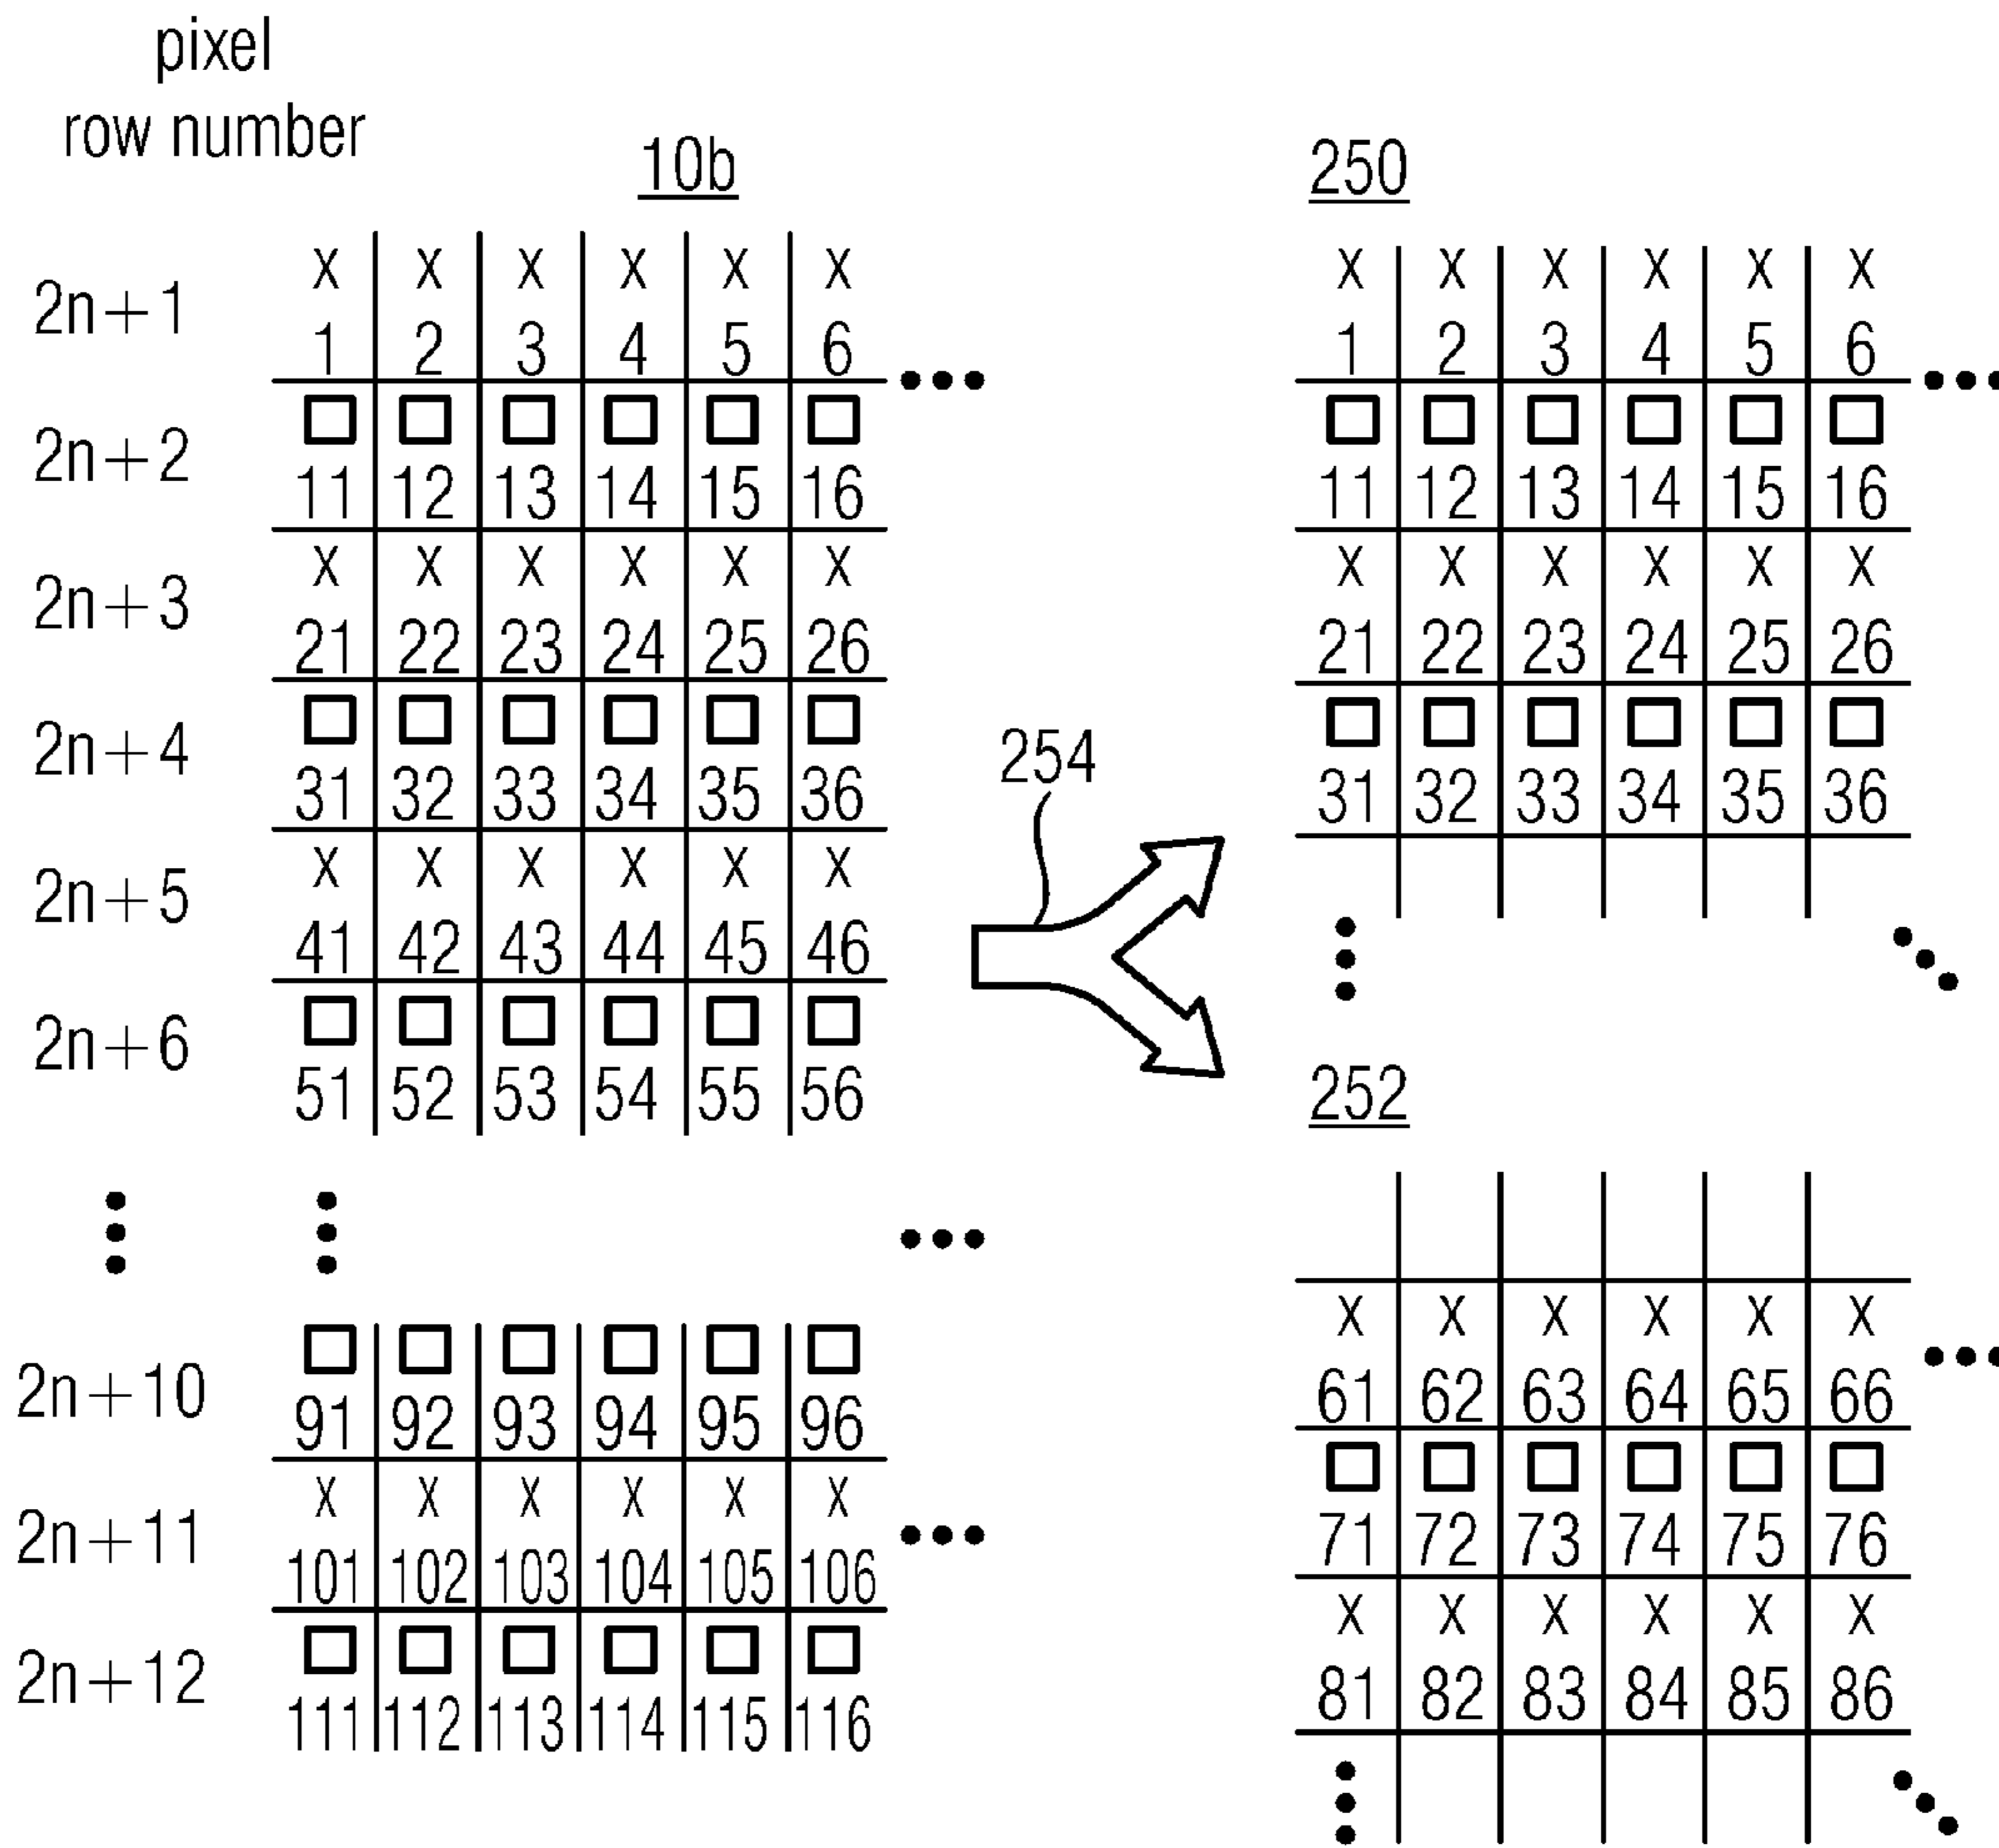 pixel
row number
10b
2n+1 x x x x x x
1 2 3 4 5 6
2n+2 11 12 13 14 15 16
2n+3 x x x x x x
21 22 23 24 25 26
2n+4 31 32 33 34 35 36
2n+5 x x x x x x
41 42 43 44 45 46
2n+6 51 52 53 54 55 56
2n+10 91 92 93 94 95 96
2n+11 x x x x x x
101 102 103 104 105 106
2n+12 111 112 113 114 115 116
254
250
x x x x x x
1 2 3 4 5 6
11 12 13 14 15 16
x x x x x x
21 22 23 24 25 26
31 32 33 34 35 36
252
x x x x x x
61 62 63 64 65 66
71 72 73 74 75 76
x x x x x x
81 82 83 84 85 86